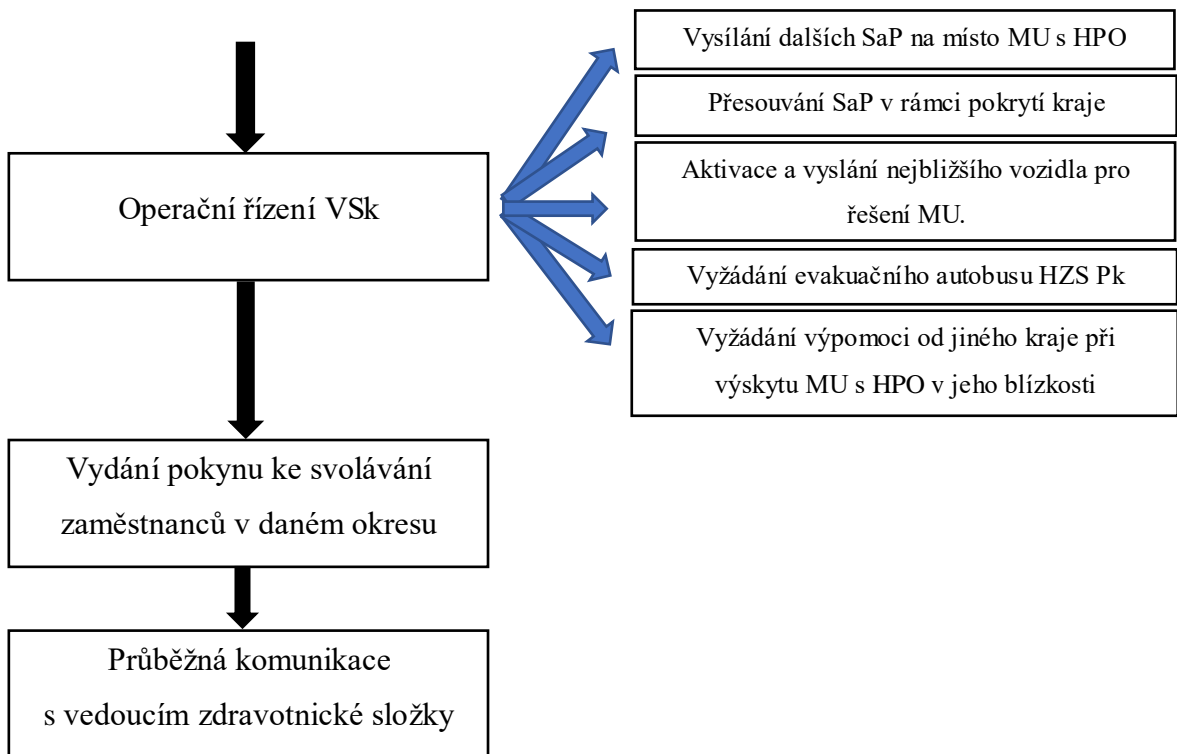 Vysílání dalších SaP na místo MU s HPO
Přesouvání SaP v rámci pokrytí kraje
Operační řízení VSk
Aktivace a vyslání nejbližšího vozidla pro
řešení MU.
Vyžádání evakuačního autobusu HZS Pk
Vyžádání výpomoci od jiného kraje při
výskytu MU s HPO v jeho blízkosti
Vydání pokynu ke svolávání
zaměstnanců v daném okresu
Průběžná komunikace
s vedoucím zdravotnické složky